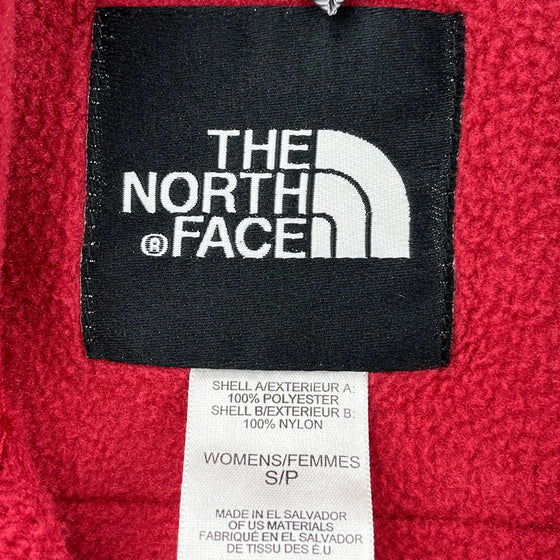 THE
NORTH
® FACE
SHELL A/EXTERIEUR A:
100% POLYESTER
SHELL B/EXTERIEUR B:
100% NYLON
WOMENS/FEMMES
S/P
MADE IN EL SALVADOR
OF US MATERIALS
FABRIQUÉ EN EL SALVADOR
DE TISSU DES É.U